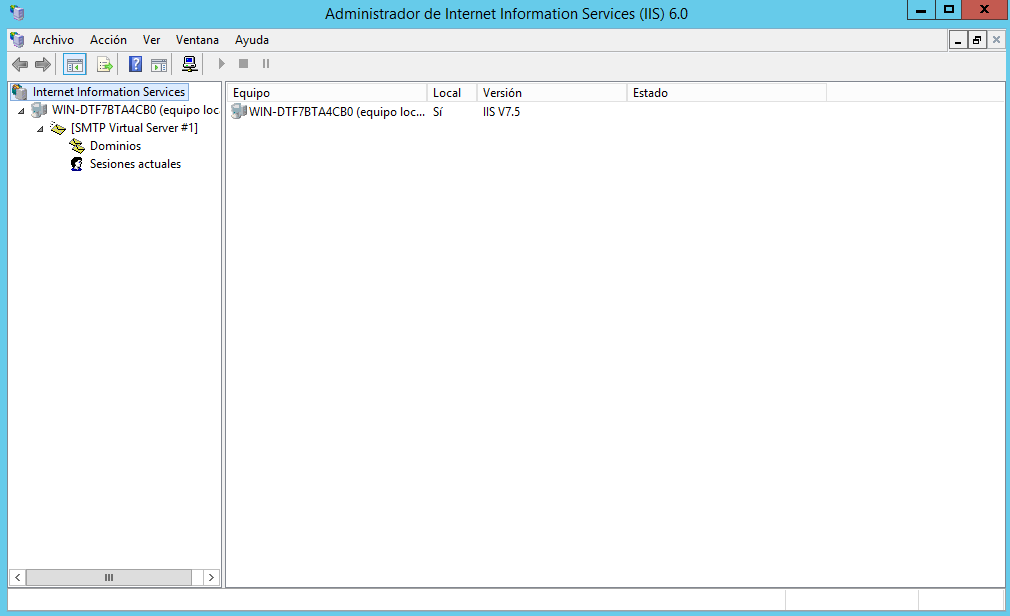 Administrador de Internet Information Services (IIS) 6.0
Archivo Acción Ver Ventana Ayuda
Internet Information Services
WIN-DTF7BTA4CB0 (equipo loc
[SMTP Virtual Server #1]
Dominios
Sesiones actuales
Equipo Local Versión Estado
WIN-DTF7BTA4CB0 (equipo loc... Sí IIS V7.5